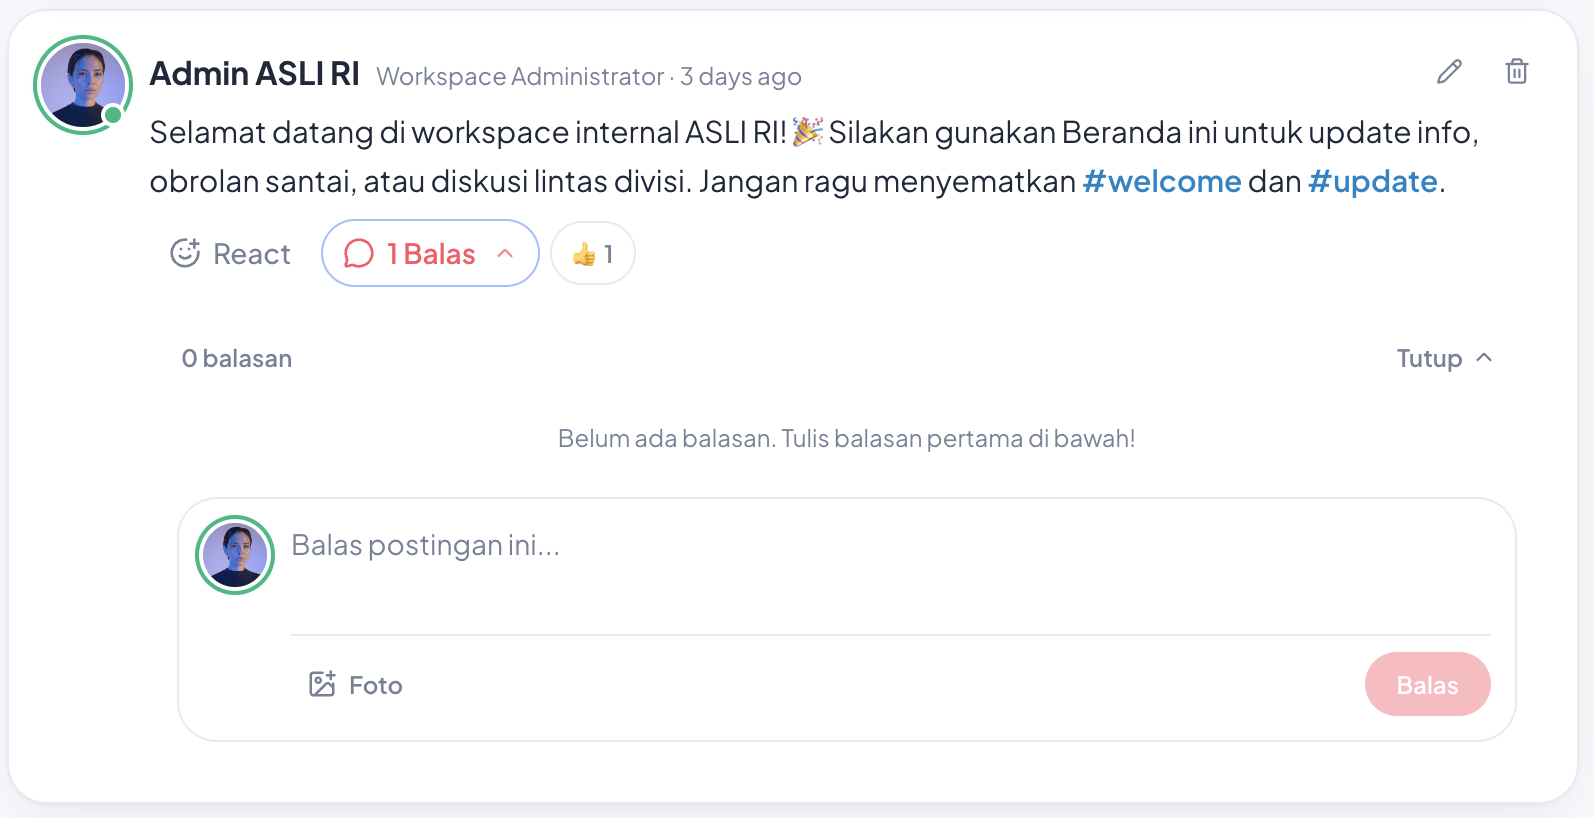 Admin ASLI RI Workspace Administrator · 3 days ago
Selamat datang di workspace internal ASLI RI! 🎉 Silakan gunakan Beranda ini untuk update info,
obrolan santai, atau diskusi lintas divisi. Jangan ragu menyematkan #welcome dan #update.
React 1 Balas 👍 1
0 balasan Tutup
Belum ada balasan. Tulis balasan pertama di bawah!
Balas postingan ini...
Foto Balas